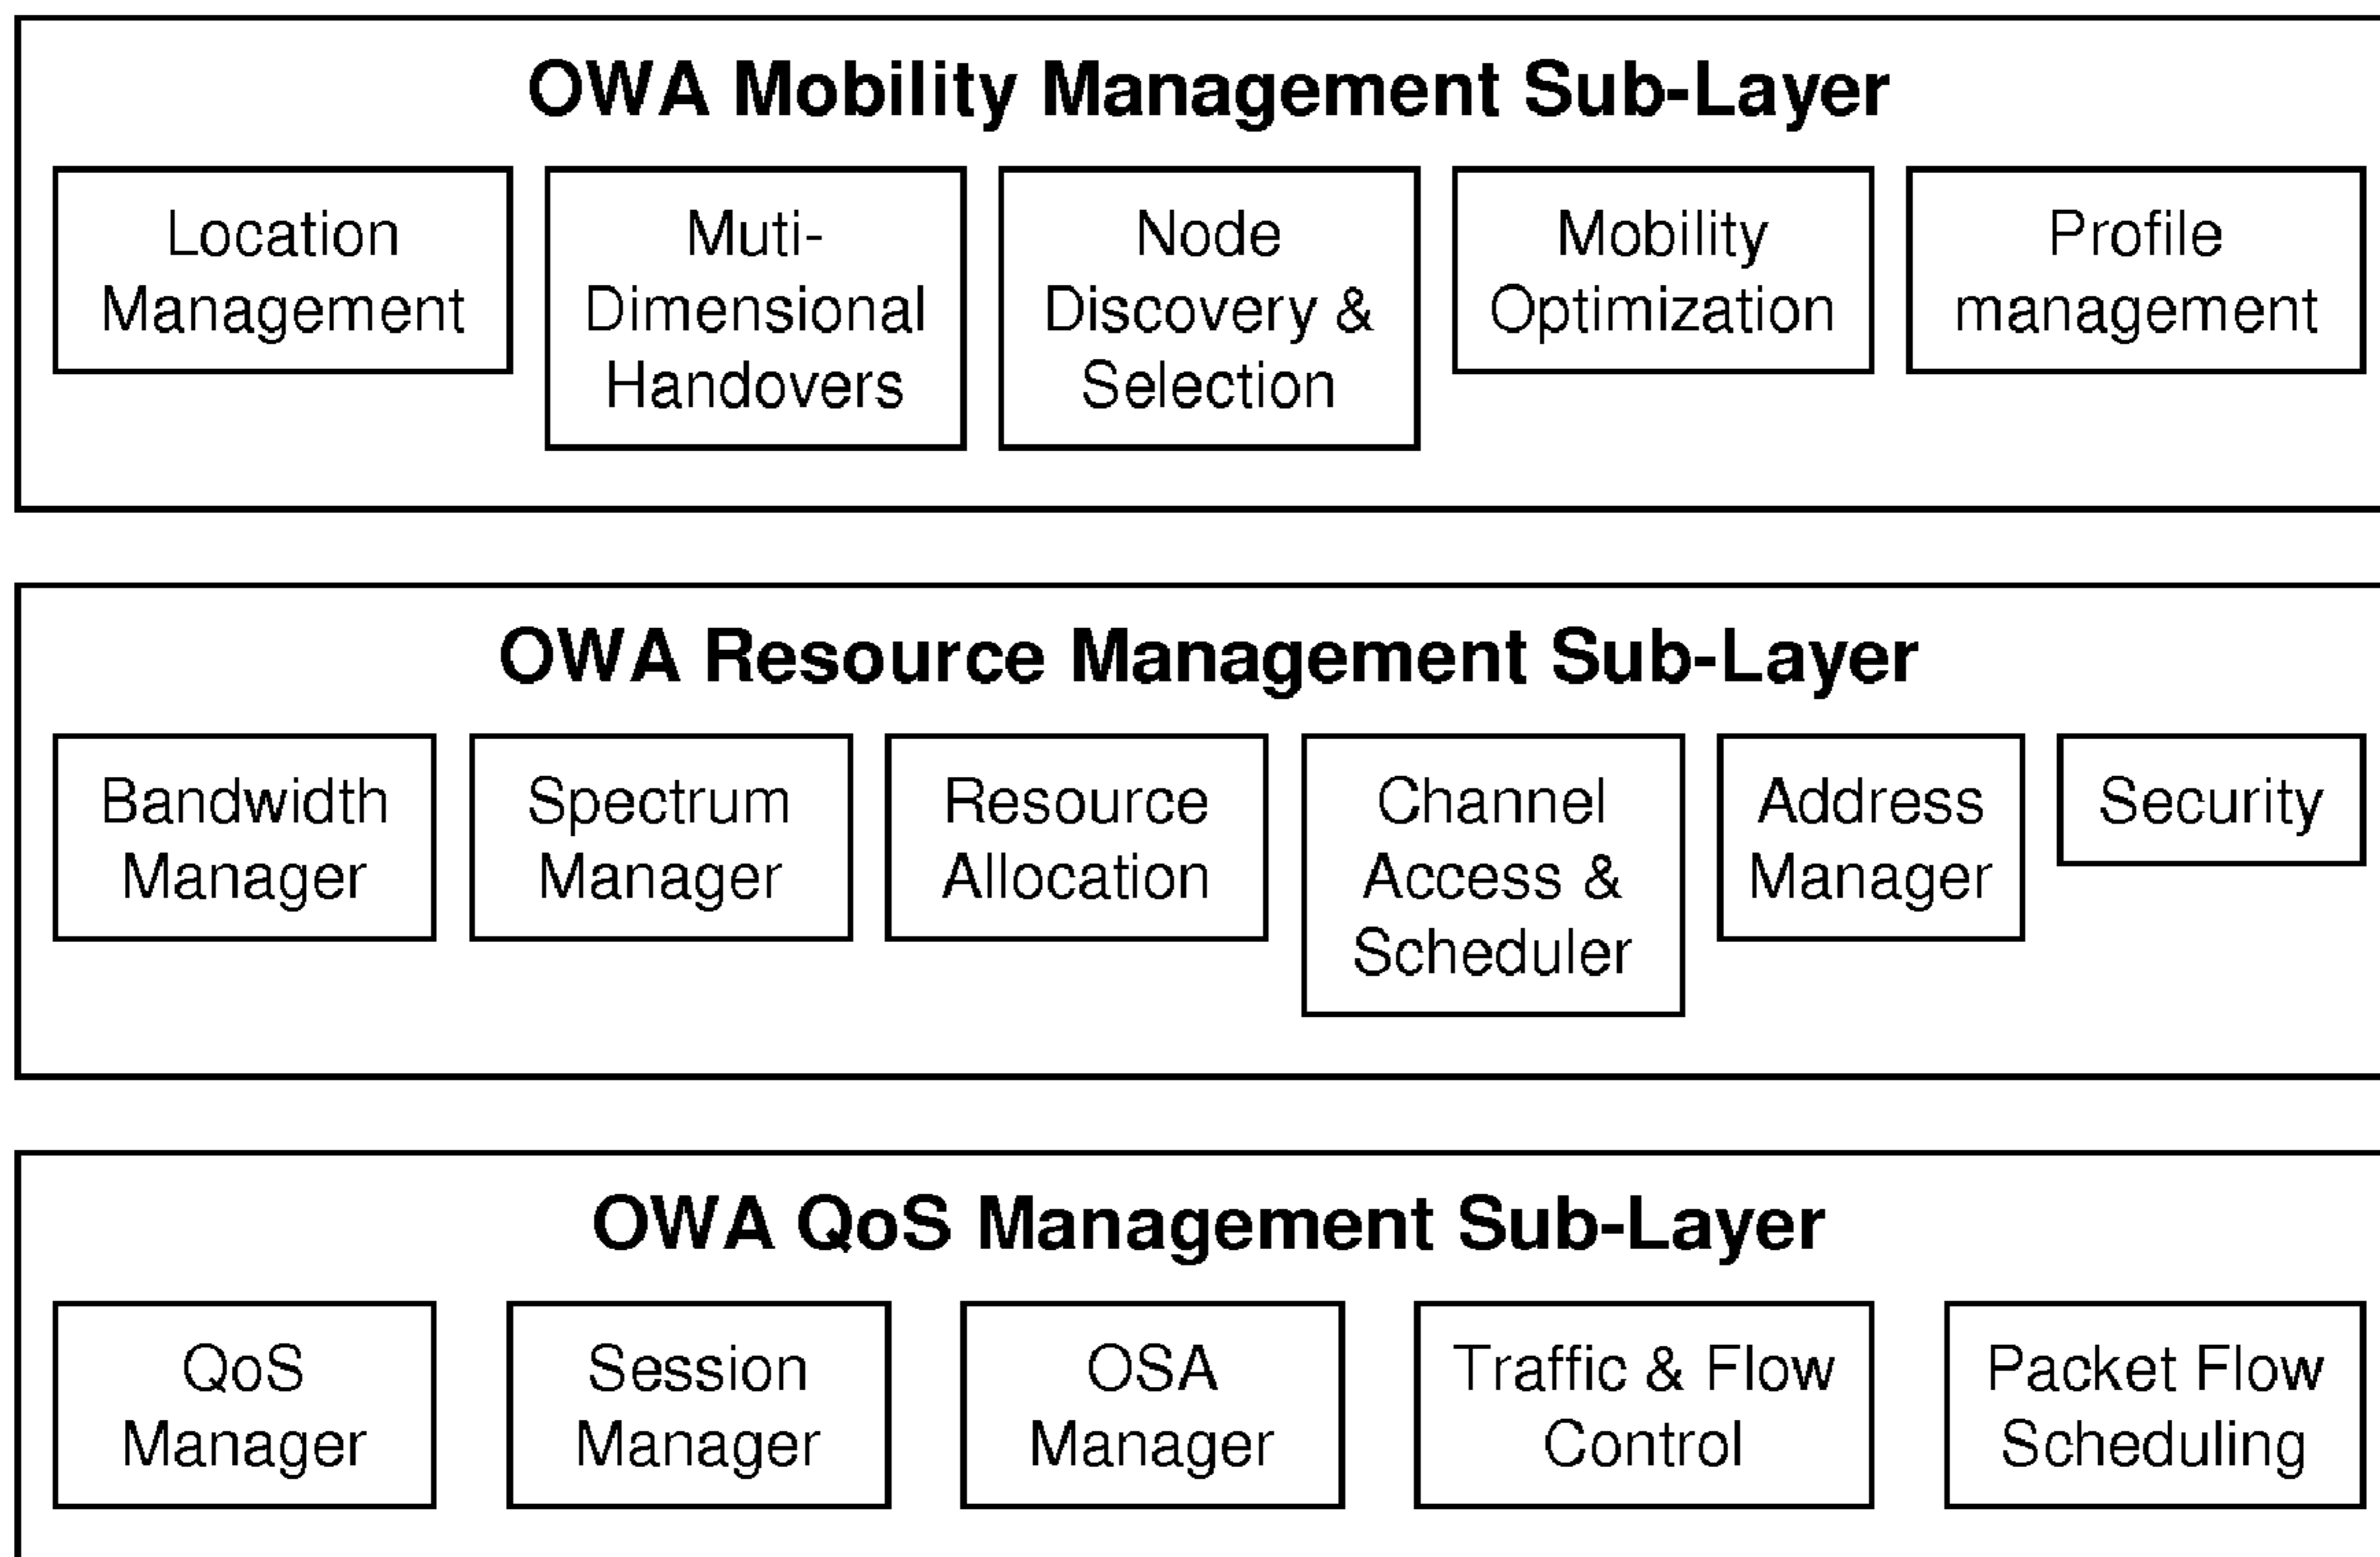 OWA Mobility Management Sub-Layer
Location
Management
Muti-
Dimensional
Handovers
Node
Discovery &
Selection
Mobility
Optimization
Profile
management
OWA Resource Management Sub-Layer
Bandwidth
Manager
Spectrum
Manager
Resource
Allocation
Channel
Access &
Scheduler
Address
Manager
Security
OWA QoS Management Sub-Layer
QoS
Manager
Session
Manager
OSA
Manager
Traffic & Flow
Control
Packet Flow
Scheduling